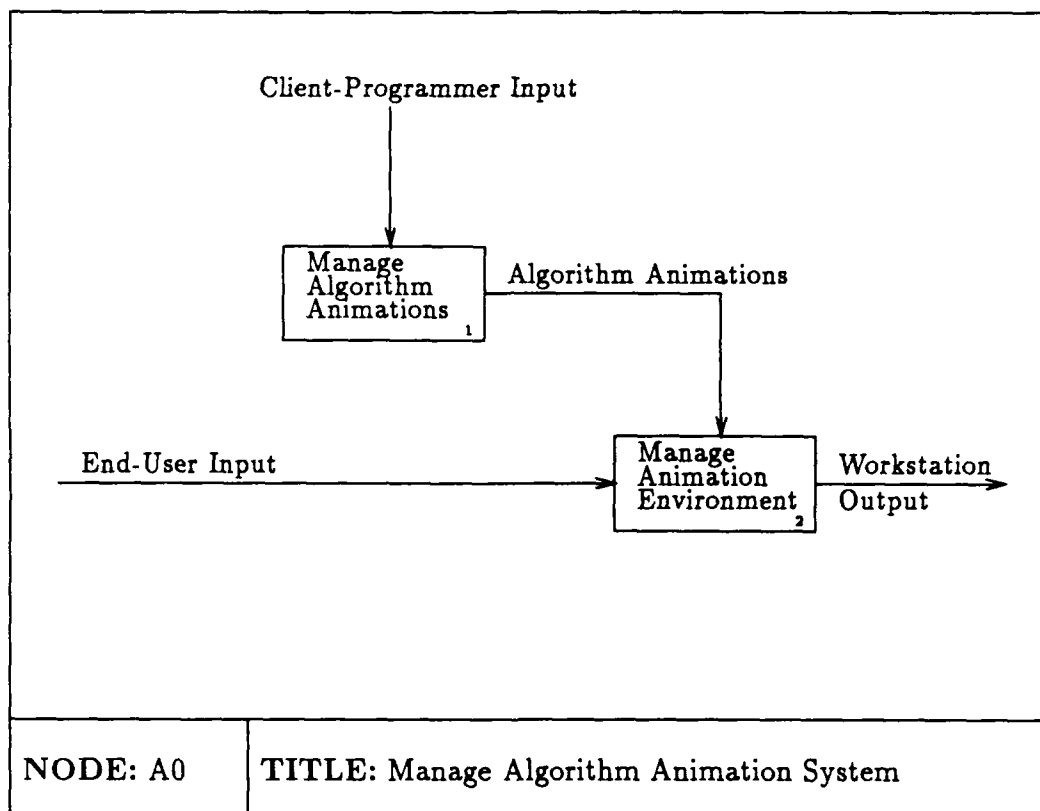 Client-Programmer Input
Manage
Algorithm
Animations
1
Algorithm Animations
End-User Input
Manage
Animation
Environment
2
Workstation
Output
NODE: A0
TITLE: Manage Algorithm Animation System